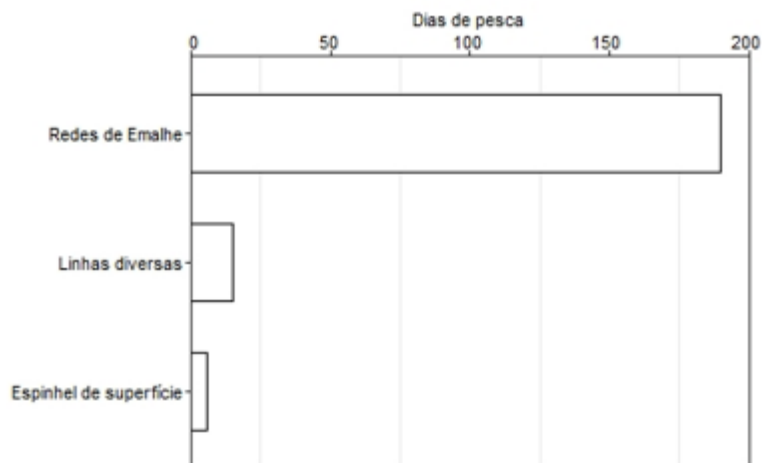 Dias de pesca
0 50 100 150 200
Redes de Emalhe
Linhas diversas
Espinhel de superfície